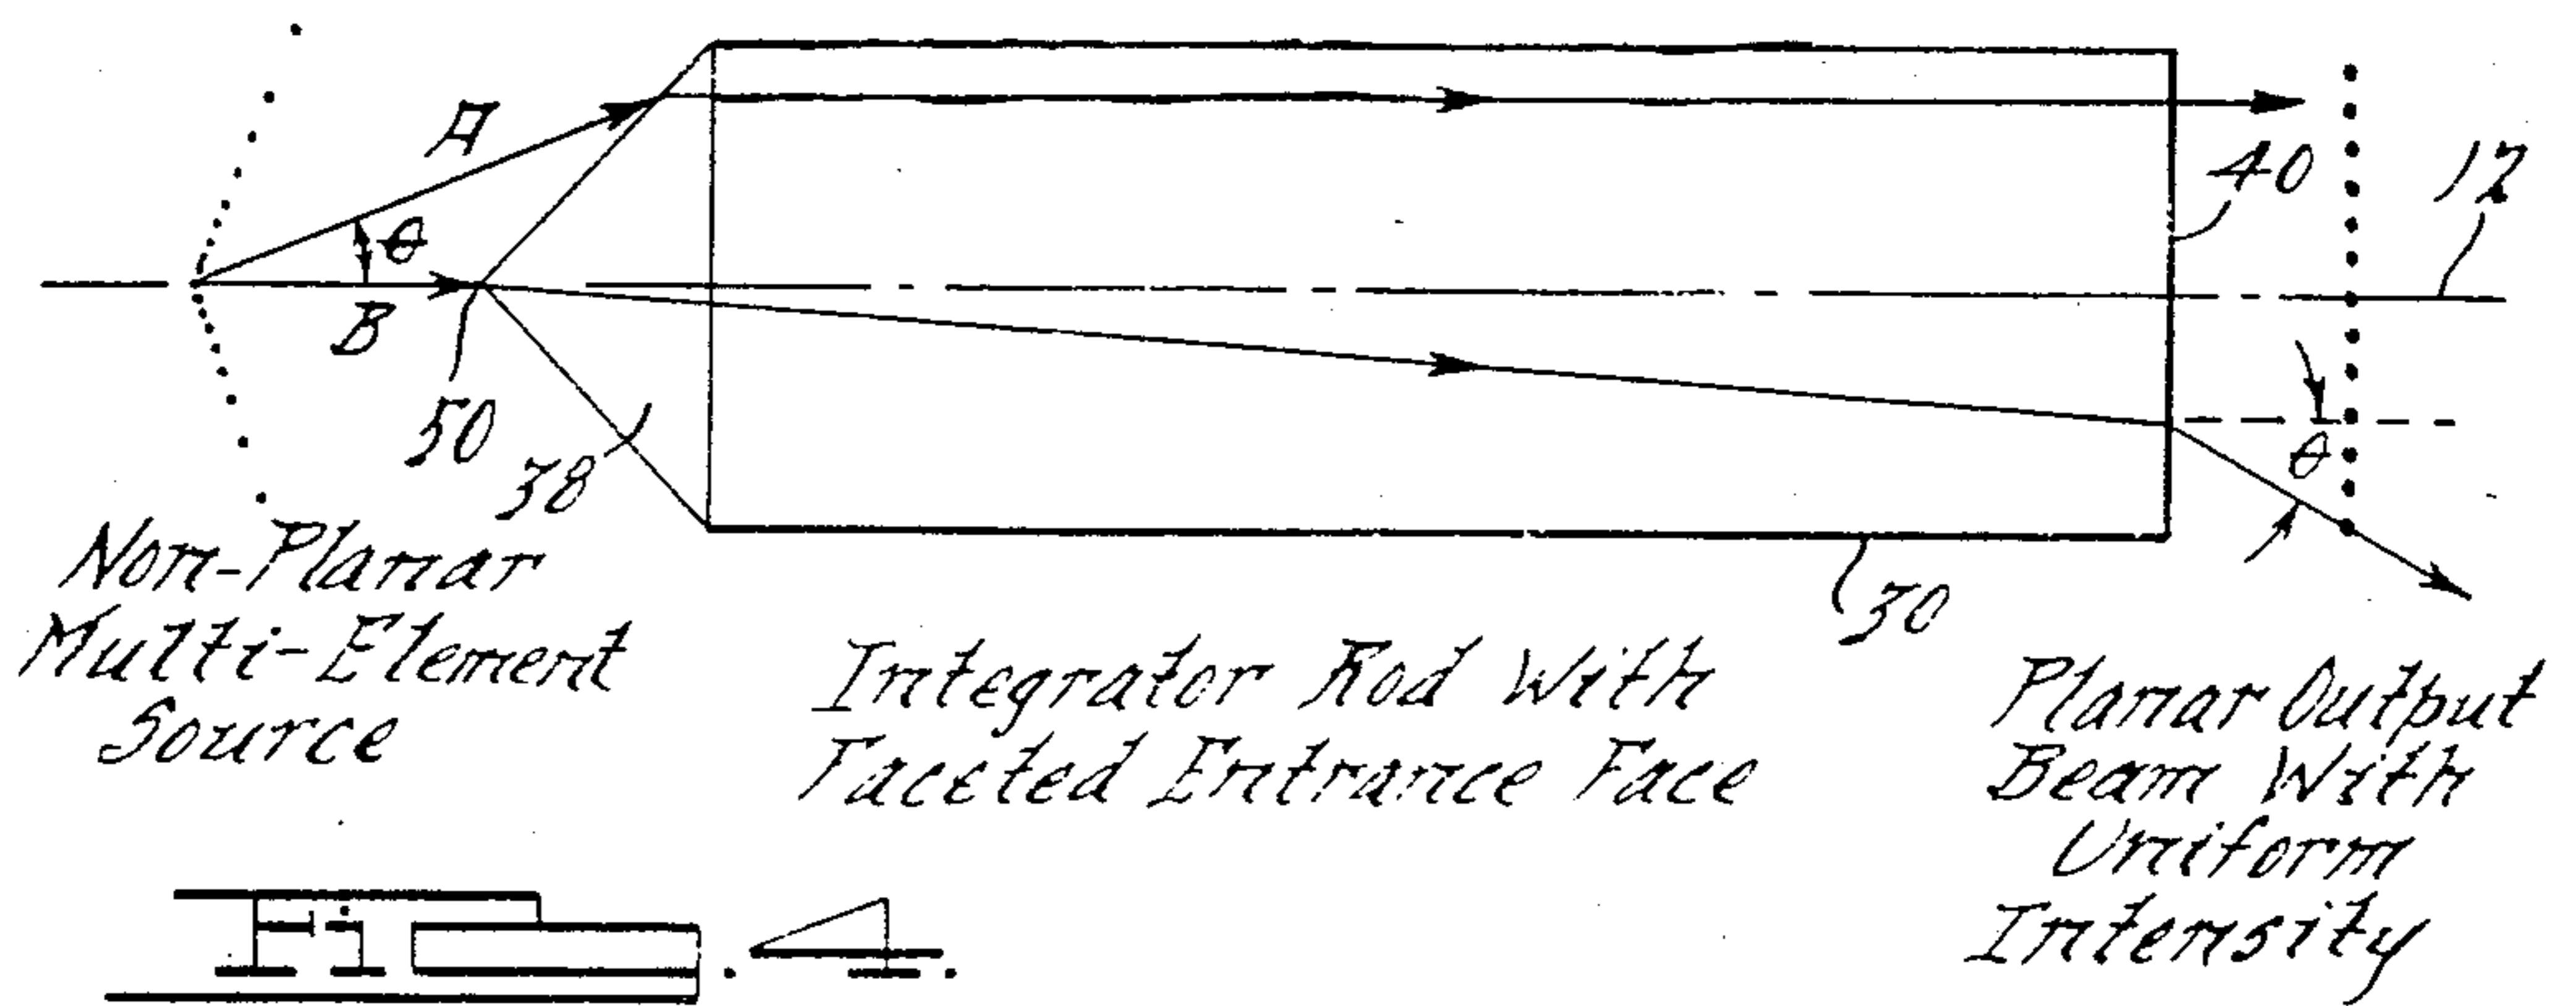 A
θ
B
50
38
40
12
θ
30
Non-Planar
Multi-Element
Source
Integrator Rod With
Faceted Entrance Face
Planar Output
Beam With
Uniform
Intensity
Fig. 4.